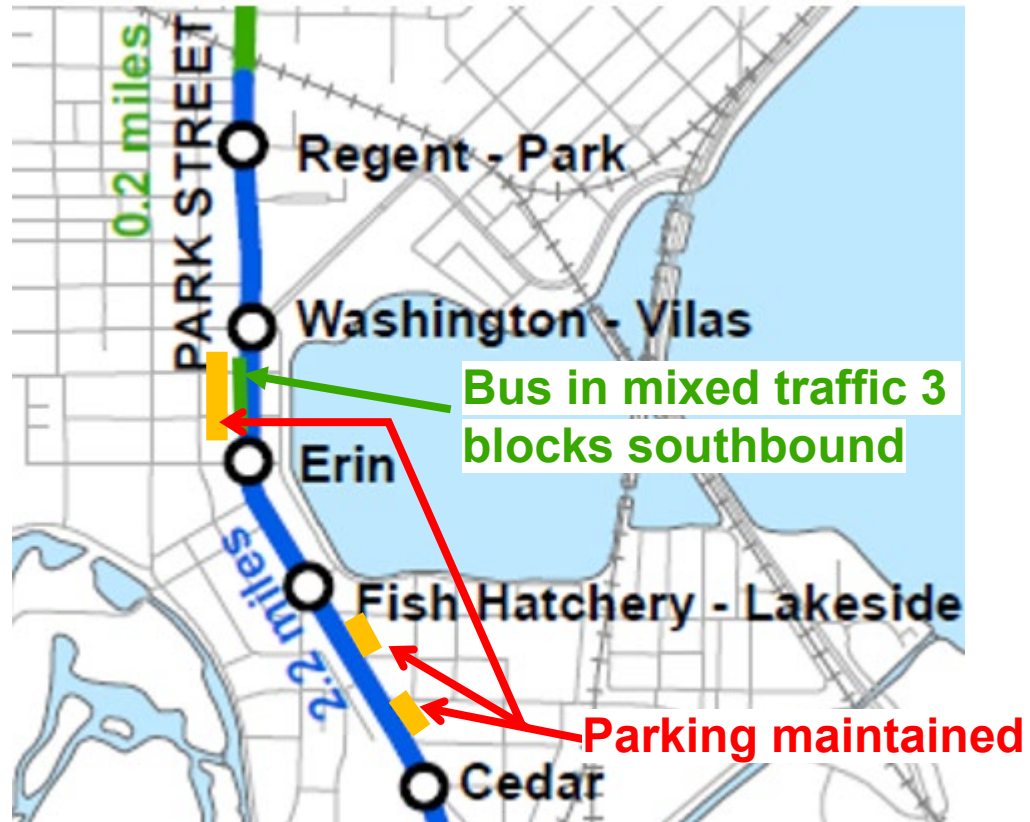 0.2 miles
PARK STREET
Regent - Park
Washington - Vilas
Bus in mixed traffic 3
blocks southbound
Erin
2.2 miles
Fish Hatchery - Lakeside
Parking maintained
Cedar